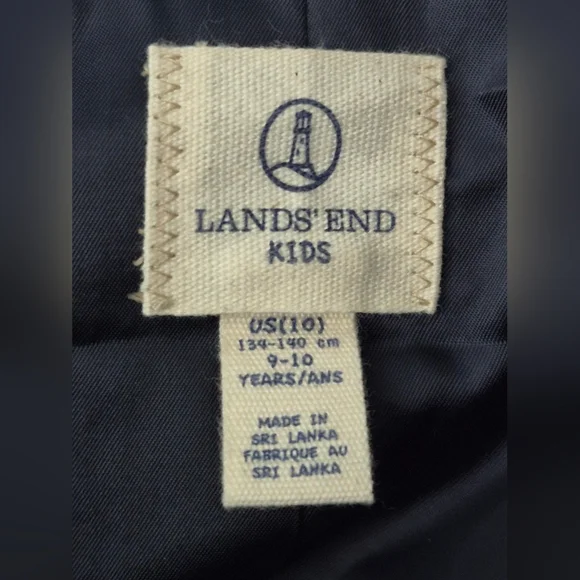 LANDS' END
KIDS
US(10)
134-140 cm
9-10
YEARS/ANS
MADE IN
SRI LANKA
FABRIQUE AU
SRI LANKA